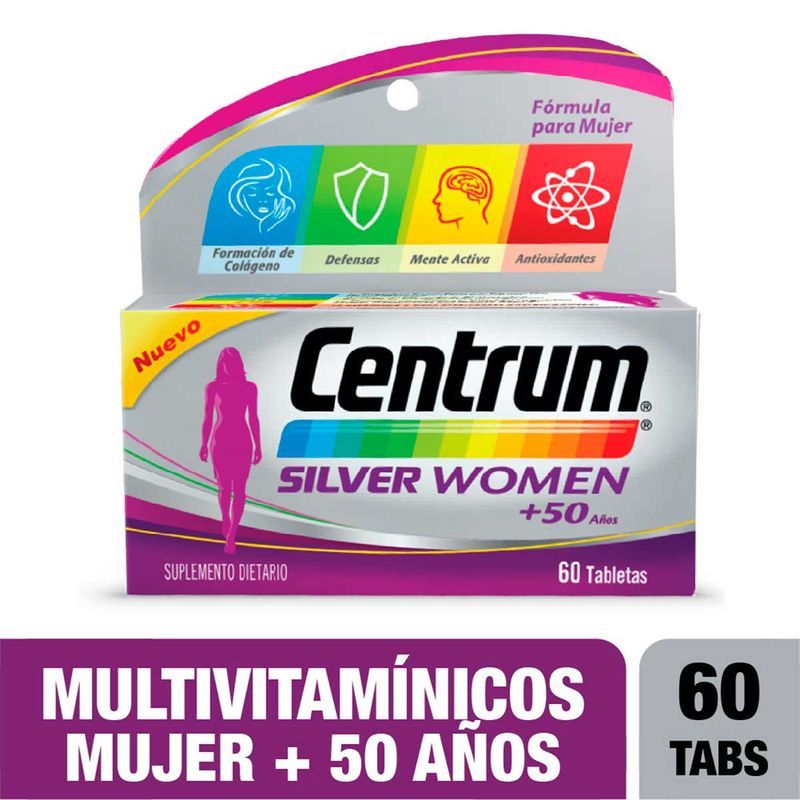 Fórmula
para Mujer
Formación de
Colágeno
Defensas
Mente Activa
Antioxidantes
Nuevo
Centrum®
®
SILVER WOMEN
+50 Años
SUPLEMENTO DIETARIO
60 Tabletas
MULTIVITAMÍNICOS
MUJER + 50 AÑOS
60
TABS